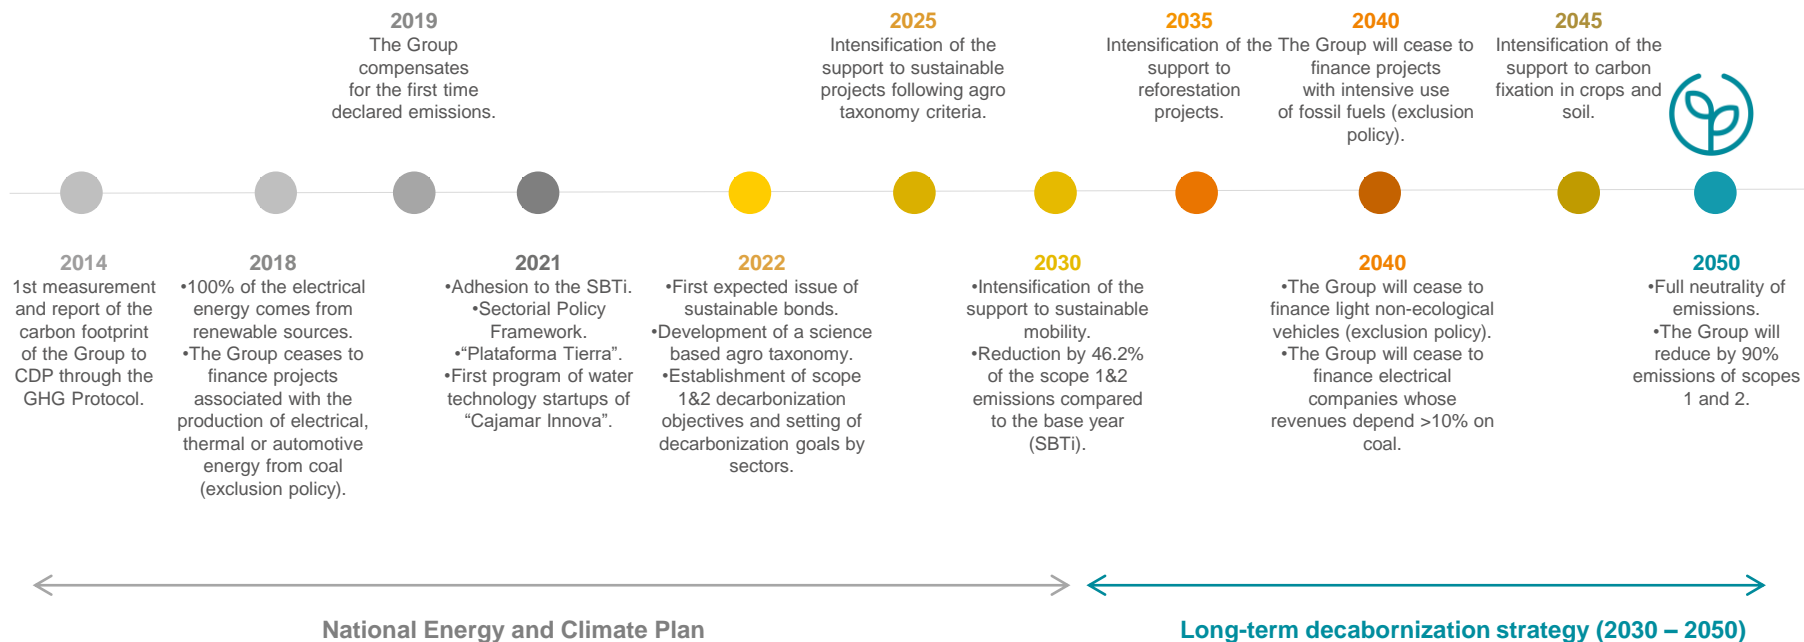 2019
The Group
compensates
for the first time
declared emissions.
2025
Intensification of the
support to sustainable
projects following agro
taxonomy criteria.
2035
Intensification of the
support to
reforestation
projects.
2040
The Group will cease to
finance projects
with intensive use
of fossil fuels (exclusion
policy).
2045
Intensification of the
support to carbon
fixation in crops and
soil.
2014
1st measurement
and report of the
carbon footprint
of the Group to
CDP through the
GHG Protocol.
2018
•100% of the electrical
energy comes from
renewable sources.
•The Group ceases to
finance projects
associated with the
production of electrical,
thermal or automotive
energy from coal
(exclusion policy).
2021
•Adhesion to the SBTi.
•Sectorial Policy
Framework.
•“Plataforma Tierra”.
•First program of water
technology startups of
“Cajamar Innova”.
2022
•First expected issue of
sustainable bonds.
•Development of a science
based agro taxonomy.
•Establishment of scope
1&2 decarbonization
objectives and setting of
decarbonization goals by
sectors.
2030
•Intensification of the
support to sustainable
mobility.
•Reduction by 46.2%
of the scope 1&2
emissions compared
to the base year
(SBTi).
2040
•The Group will cease to
finance light non-ecological
vehicles (exclusion policy).
•The Group will cease to
finance electrical
companies whose
revenues depend >10% on
coal.
2050
•Full neutrality of
emissions.
•The Group will
reduce by 90%
emissions of scopes
1 and 2.
National Energy and Climate Plan
Long-term decabornization strategy (2030 – 2050)